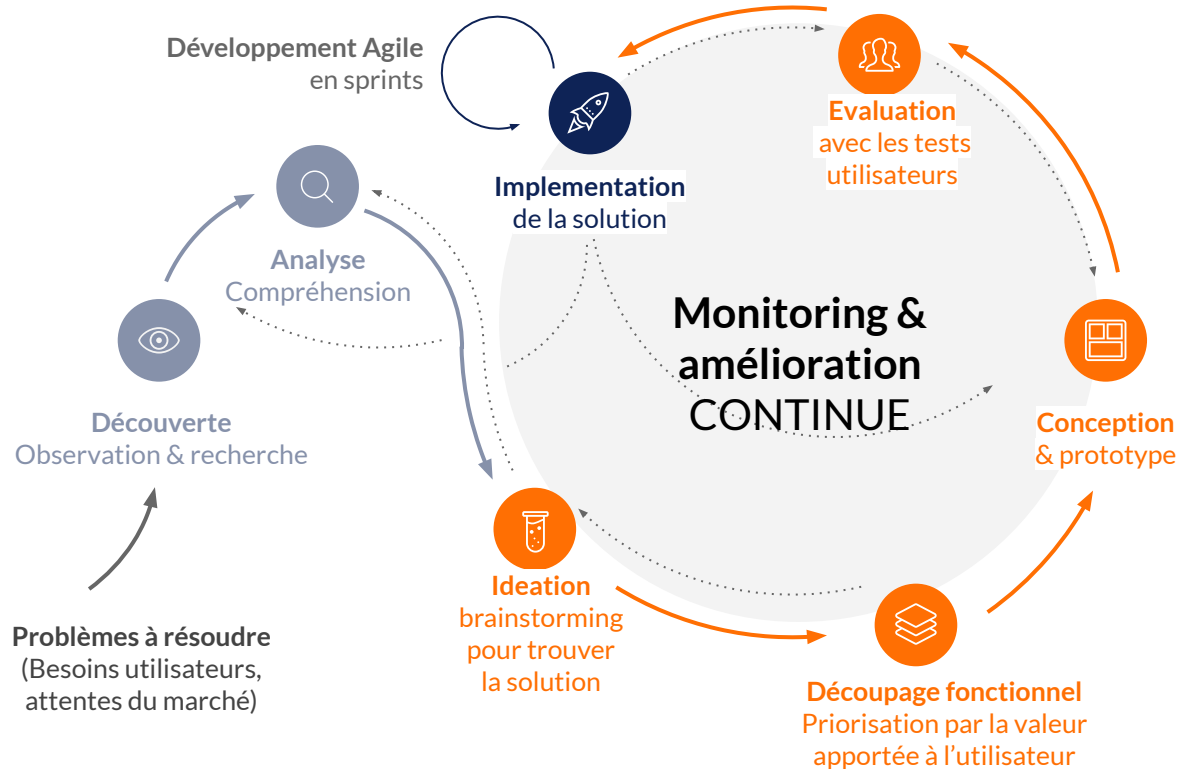 Développement Agile
en sprints
Evaluation
avec les tests
utilisateurs
Implementation
de la solution
Analyse
Compréhension
Monitoring &
amélioration
CONTINUE
Découverte
Observation & recherche
Conception
& prototype
Ideation
brainstorming
pour trouver
la solution
Problèmes à résoudre
(Besoins utilisateurs,
attentes du marché)
Découpage fonctionnel
Priorisation par la valeur
apportée à l’utilisateur